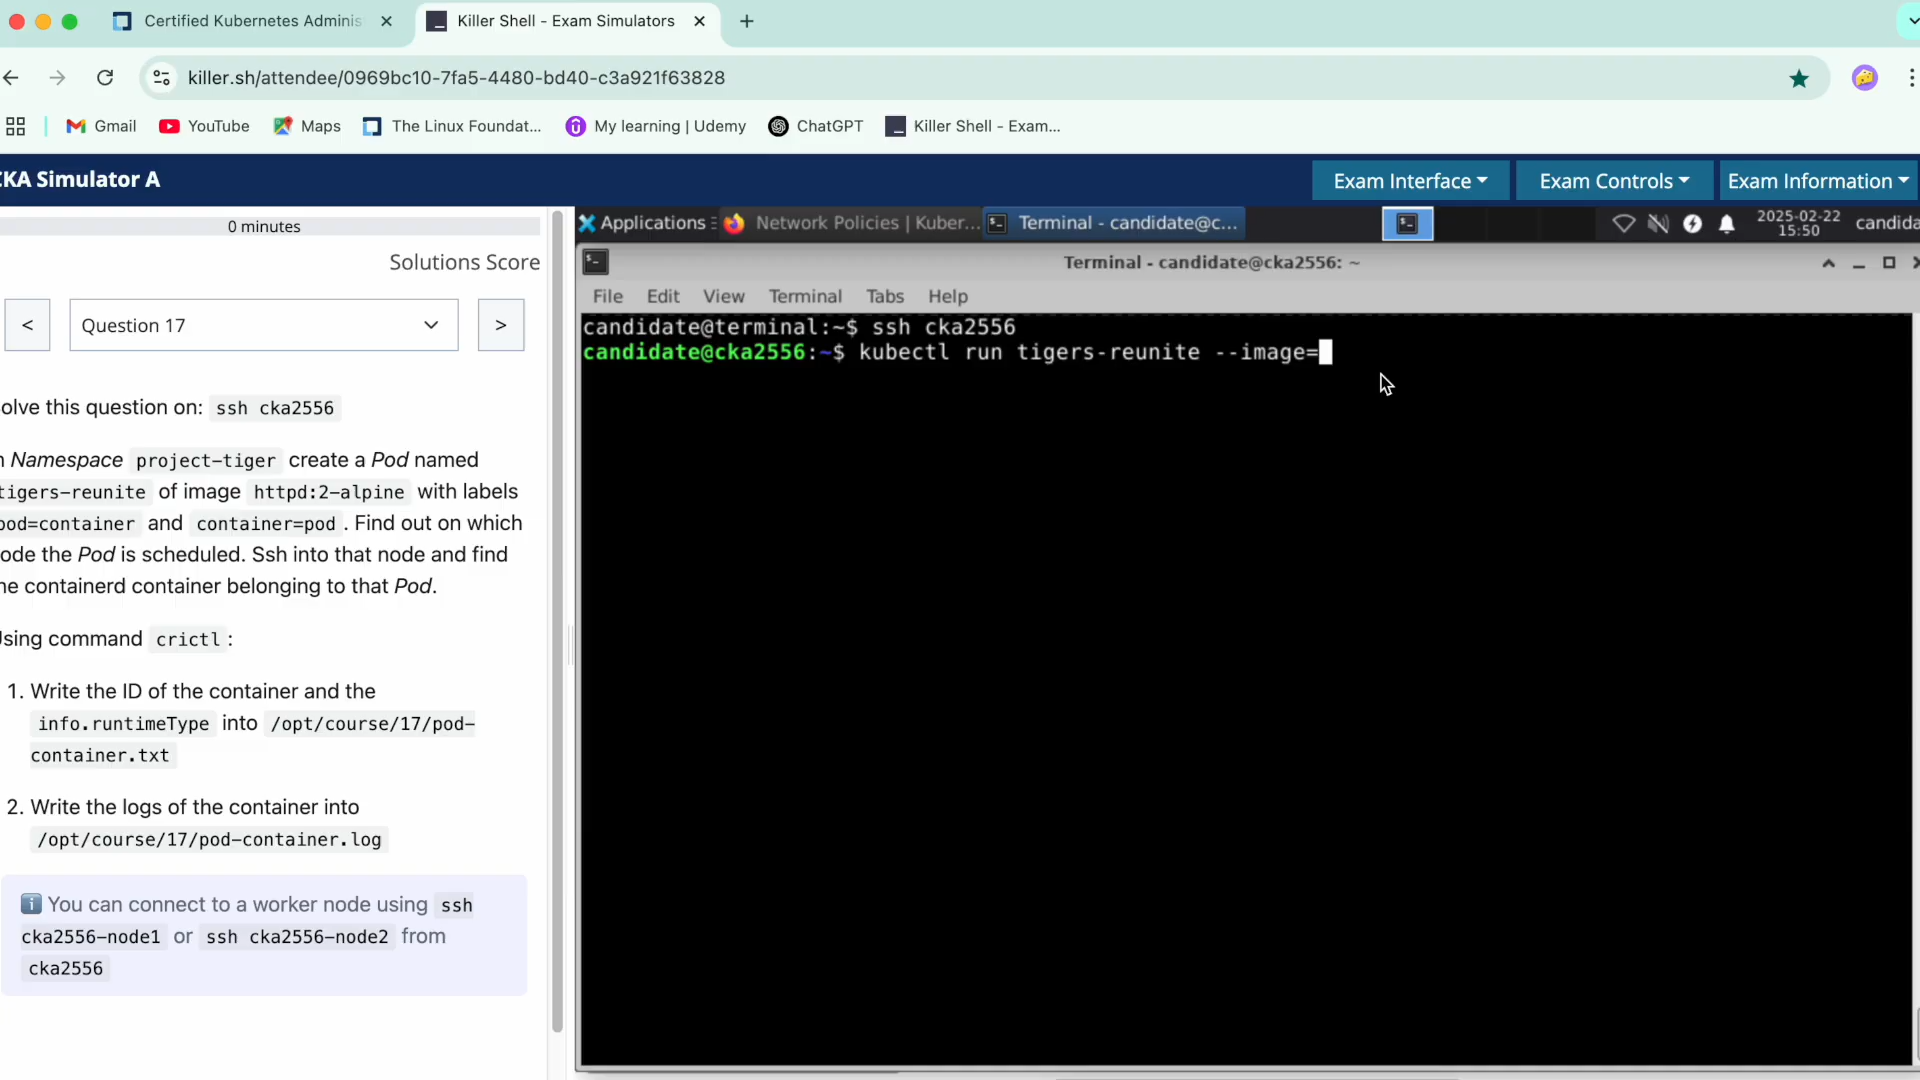 Certified Kubernetes Adminis
Killer Shell - Exam Simulators
killer.sh/attendee/0969bc10-7fa5-4480-bd40-c3a921f63828
Gmail YouTube Maps The Linux Foundat... My learning | Udemy ChatGPT Killer Shell - Exam...
CKA Simulator A
Exam Interface Exam Controls Exam Information
0 minutes
Solutions Score
< Question 17 >
olve this question on: ssh cka2556
n Namespace project-tiger create a Pod named
tigers-reunite of image httpd:2-alpine with labels
pod=container and container=pod . Find out on which
ode the Pod is scheduled. Ssh into that node and find
he containerd container belonging to that Pod.
Using command crictl :
1. Write the ID of the container and the
info.runtimeType into /opt/course/17/pod-
container.txt
2. Write the logs of the container into
/opt/course/17/pod-container.log
You can connect to a worker node using ssh
cka2556-node1 or ssh cka2556-node2 from
cka2556
Applications Network Policies | Kuber... Terminal - candidate@c... 2025-02-22
15:50 candida
Terminal - candidate@cka2556: ~
File Edit View Terminal Tabs Help
candidate@terminal:~$ ssh cka2556
candidate@cka2556:~$ kubectl run tigers-reunite --image=